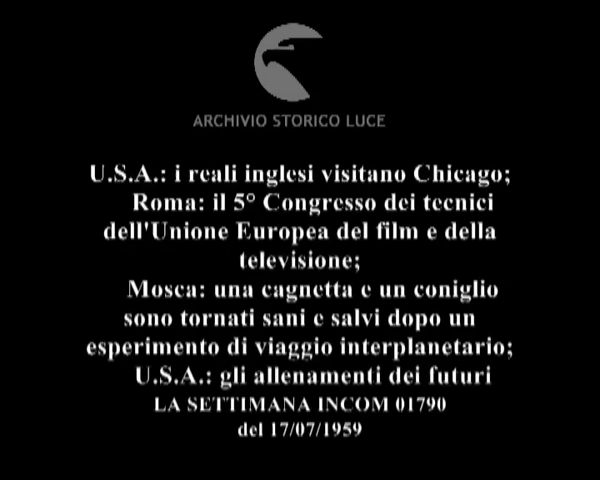 ARCHIVIO STORICO LUCE
U.S.A.: i reali inglesi visitano Chicago;
Roma: il 5° Congresso dei tecnici
dell'Unione Europea del film e della
televisione;
Mosca: una cagnetta e un coniglio
sono tornati sani e salvi dopo un
esperimento di viaggio interplanetario;
U.S.A.: gli allenamenti dei futuri
LA SETTIMANA INCOM 01790
del 17/07/1959